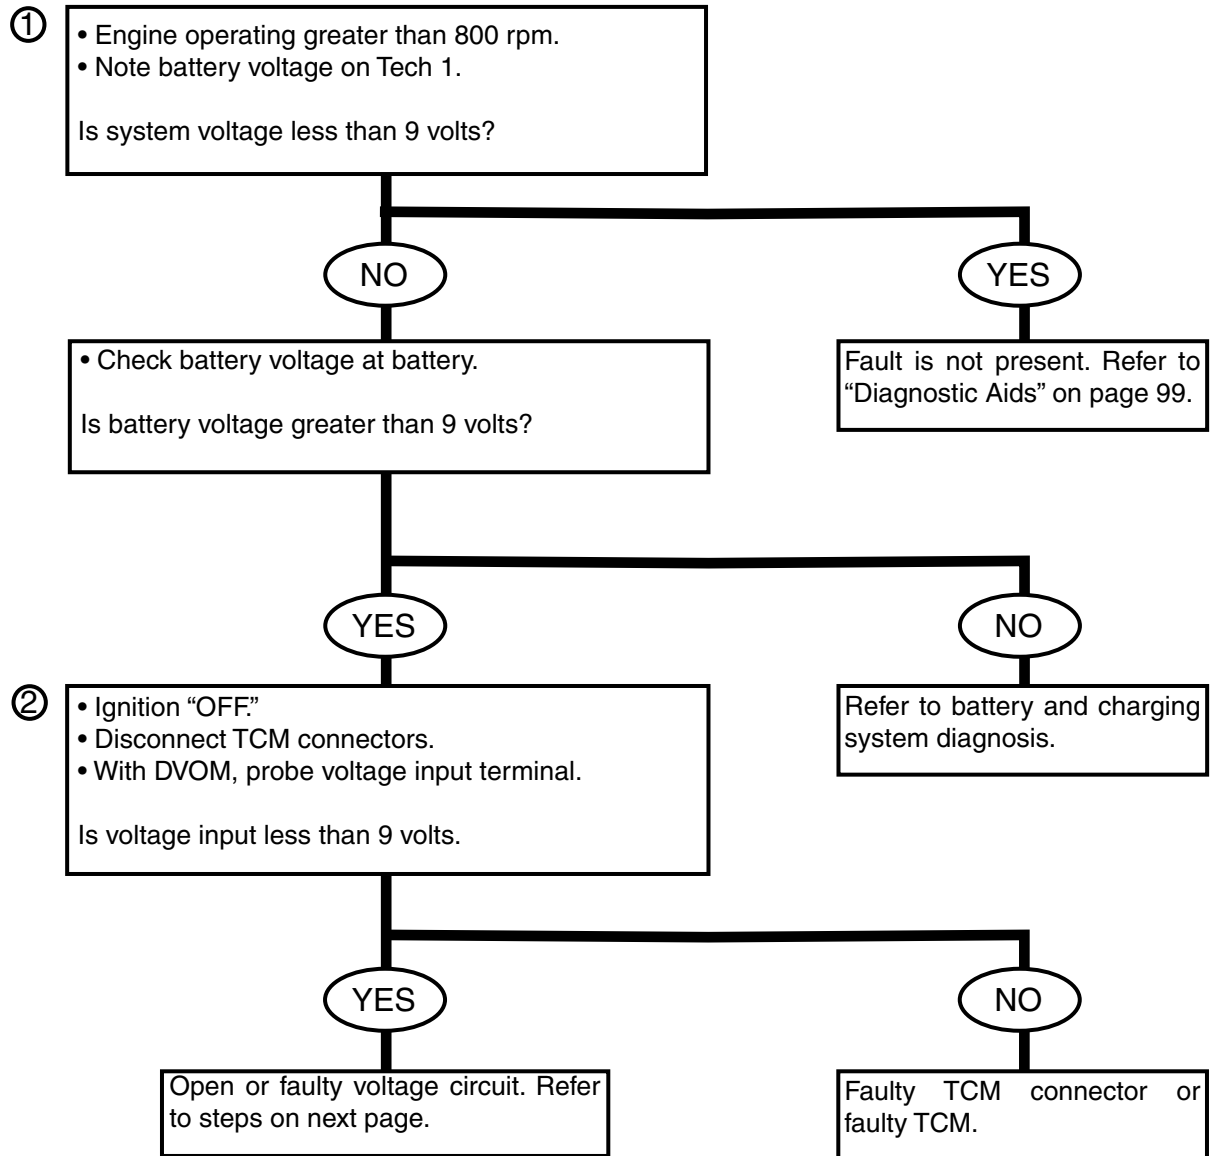 ①
• Engine operating greater than 800 rpm.
• Note battery voltage on Tech 1.
Is system voltage less than 9 volts?
NO
YES
• Check battery voltage at battery.
Is battery voltage greater than 9 volts?
Fault is not present. Refer to
“Diagnostic Aids” on page 99.
YES
NO
②
• Ignition “OFF.”
• Disconnect TCM connectors.
• With DVOM, probe voltage input terminal.
Is voltage input less than 9 volts.
Refer to battery and charging
system diagnosis.
YES
NO
Open or faulty voltage circuit. Refer
to steps on next page.
Faulty TCM connector or
faulty TCM.